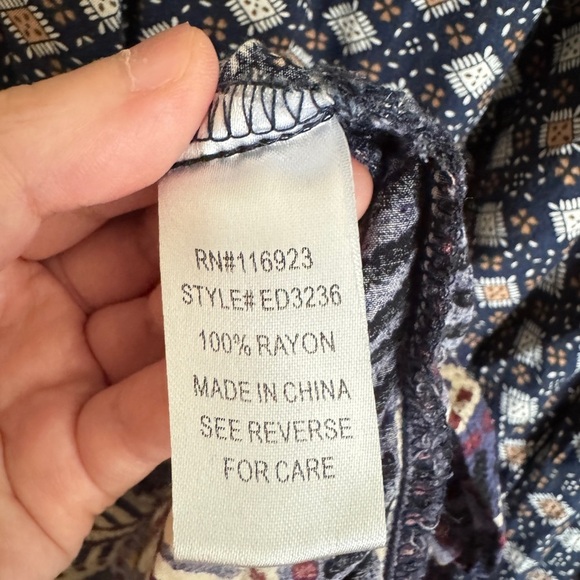 RN#116923
STYLE# ED3236
100% RAYON
MADE IN CHINA
SEE REVERSE
FOR CARE